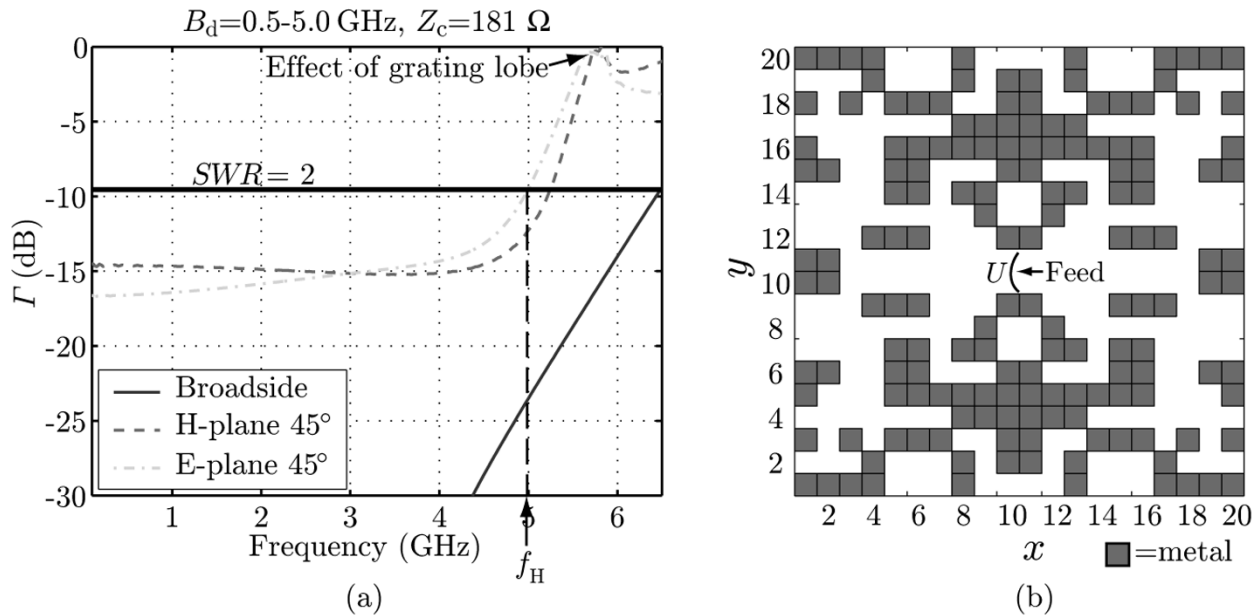 B_d=0.5-5.0 GHz, Z_c=181 Ω
0
-5
-10
-15
-20
-25
-30
Γ (dB)
Effect of grating lobe
SWR = 2
Broadside
H-plane 45°
E-plane 45°
1 2 3 4 5 6
Frequency (GHz)
f_H
(a)
20
18
16
14
12
10
8
6
4
2
y
U
Feed
2 4 6 8 10 12 14 16 18 20
x
=metal
(b)